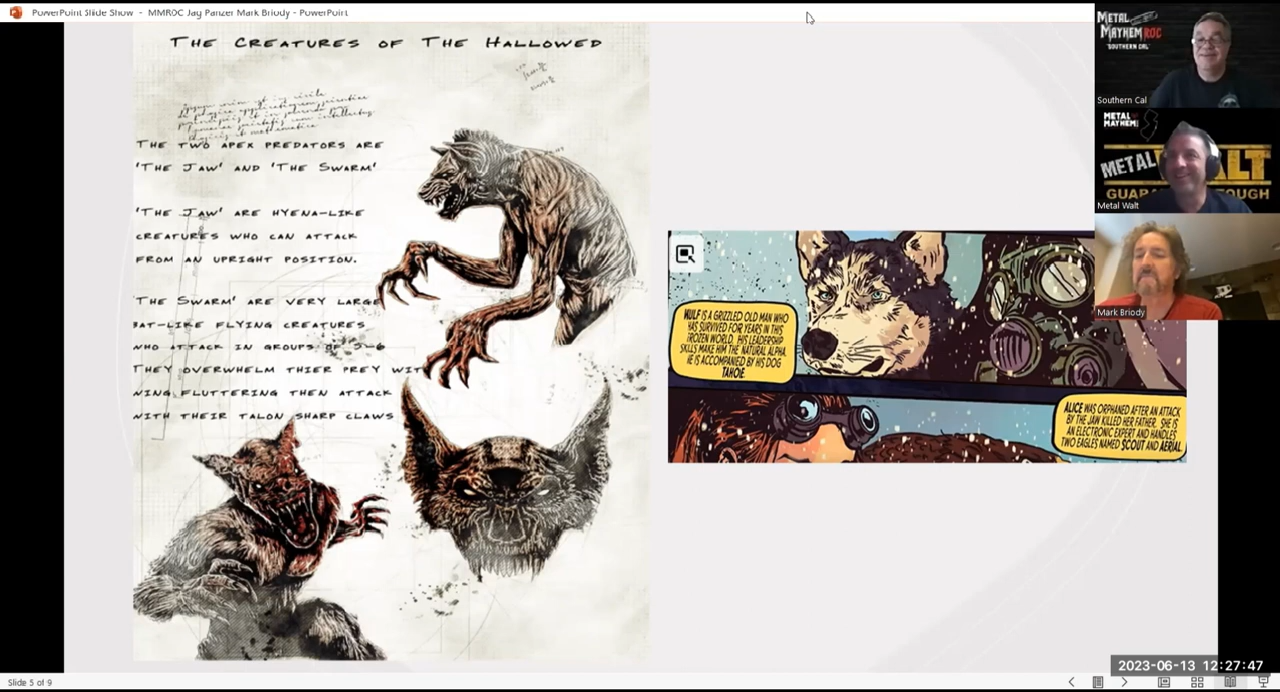 PowerPoint Slide Show - MMROC Jag Panzer Mark Briody - PowerPoint
THE CREATURES OF THE HALLOWED
THE TWO APEX PREDATORS ARE
'THE JAW' AND 'THE SWARM'
'THE JAW' ARE HYENA-LIKE
CREATURES WHO CAN ATTACK
FROM AN UPRIGHT POSITION.
'THE SWARM' ARE VERY LARGE
BAT-LIKE FLYING CREATURES
WHO ATTACK IN GROUPS OF 5-6
THEY OVERWHELM THIER PREY WIT
WING FLUTTERING THEN ATTACK
WITH THEIR TALON SHARP CLAWS
WULF IS A GRIZZLED OLD MAN WHO
HAS SURVIVED FOR YEARS IN THIS
FROZEN WORLD. HIS LEADERSHIP
SKILLS MAKE HIM THE NATURAL ALPHA.
HE IS ACCOMPANIED BY HIS DOG
TAHOE.
ALICE WAS ORPHANED AFTER AN ATTACK
BY THE JAW KILLED HER FATHER. SHE IS
AN ELECTRONIC EXPERT AND HANDLES
TWO EAGLES NAMED SCOUT AND AERIAL.
METAL
MAYHEM ROC
"SOUTHERN CAL"
Southern Cal
METAL
MAYHEM
METAL WALT
Metal Walt
Mark Briody
2023-06-13 12:27:47
Slide 5 of 9